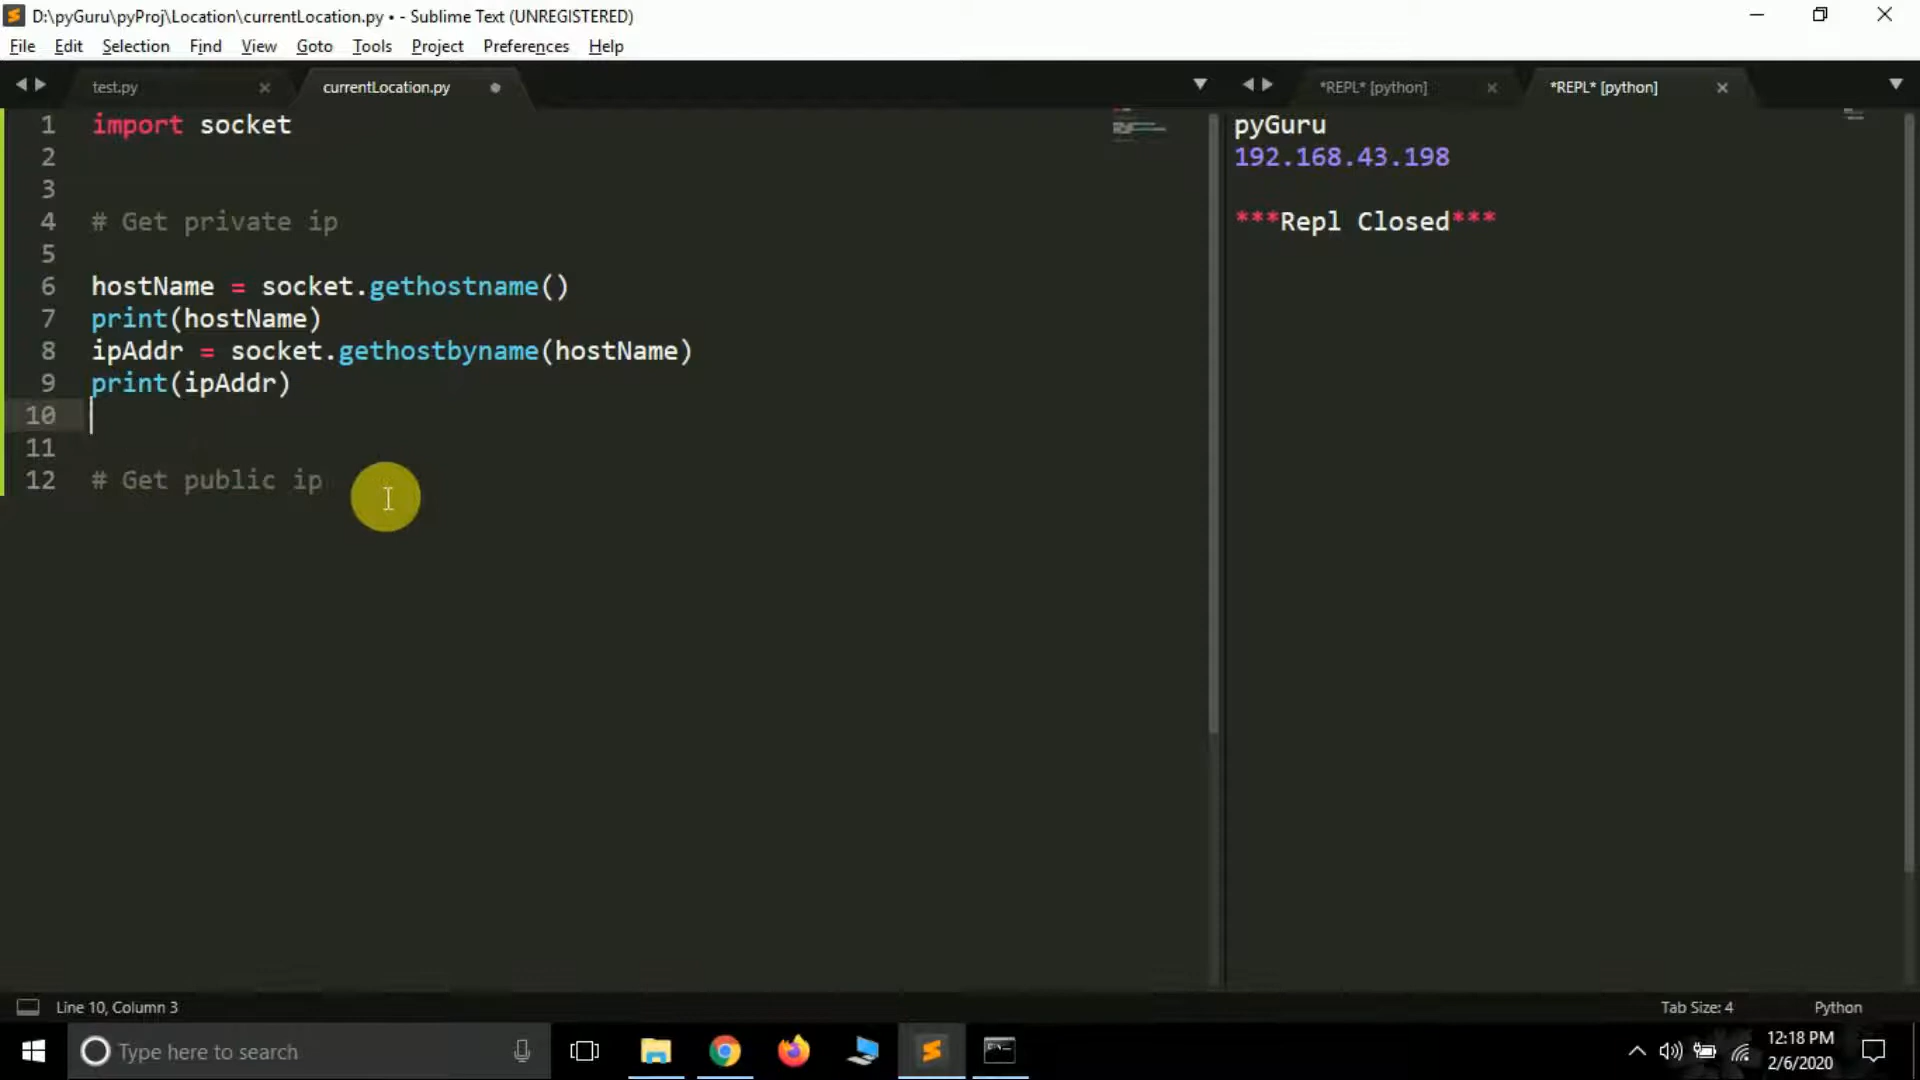 D:\pyGuru\pyProj\Location\currentLocation.py • - Sublime Text (UNREGISTERED)
File Edit Selection Find View Goto Tools Project Preferences Help
test.py currentLocation.py *REPL* [python] *REPL* [python]
1 import socket
2
3
4 # Get private ip
5
6 hostName = socket.gethostname()
7 print(hostName)
8 ipAddr = socket.gethostbyname(hostName)
9 print(ipAddr)
10
11
12 # Get public ip
pyGuru
192.168.43.198
***Repl Closed***
Line 10, Column 3 Tab Size: 4 Python
Type here to search
12:18 PM
2/6/2020